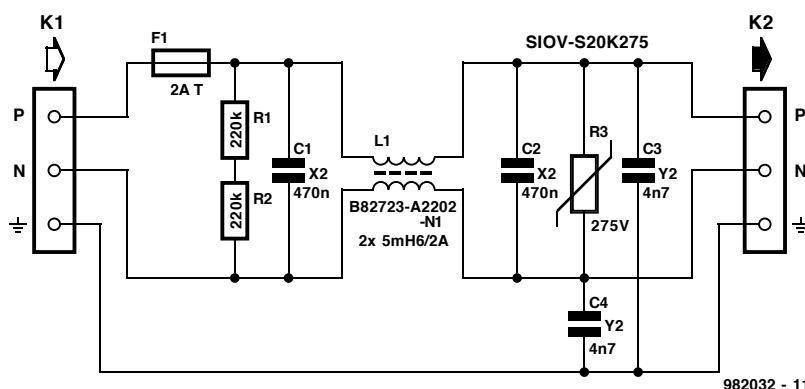 K1
K2
F1
2A T
SIOV-S20K275
P
N
R1
220k
R2
220k
C1
X2
470n
L1
B82723-A2202
-N1
2x 5mH6/2A
C2
X2
470n
R3
275V
C3
Y2
4n7
P
N
C4
Y2
4n7
982032 - 11